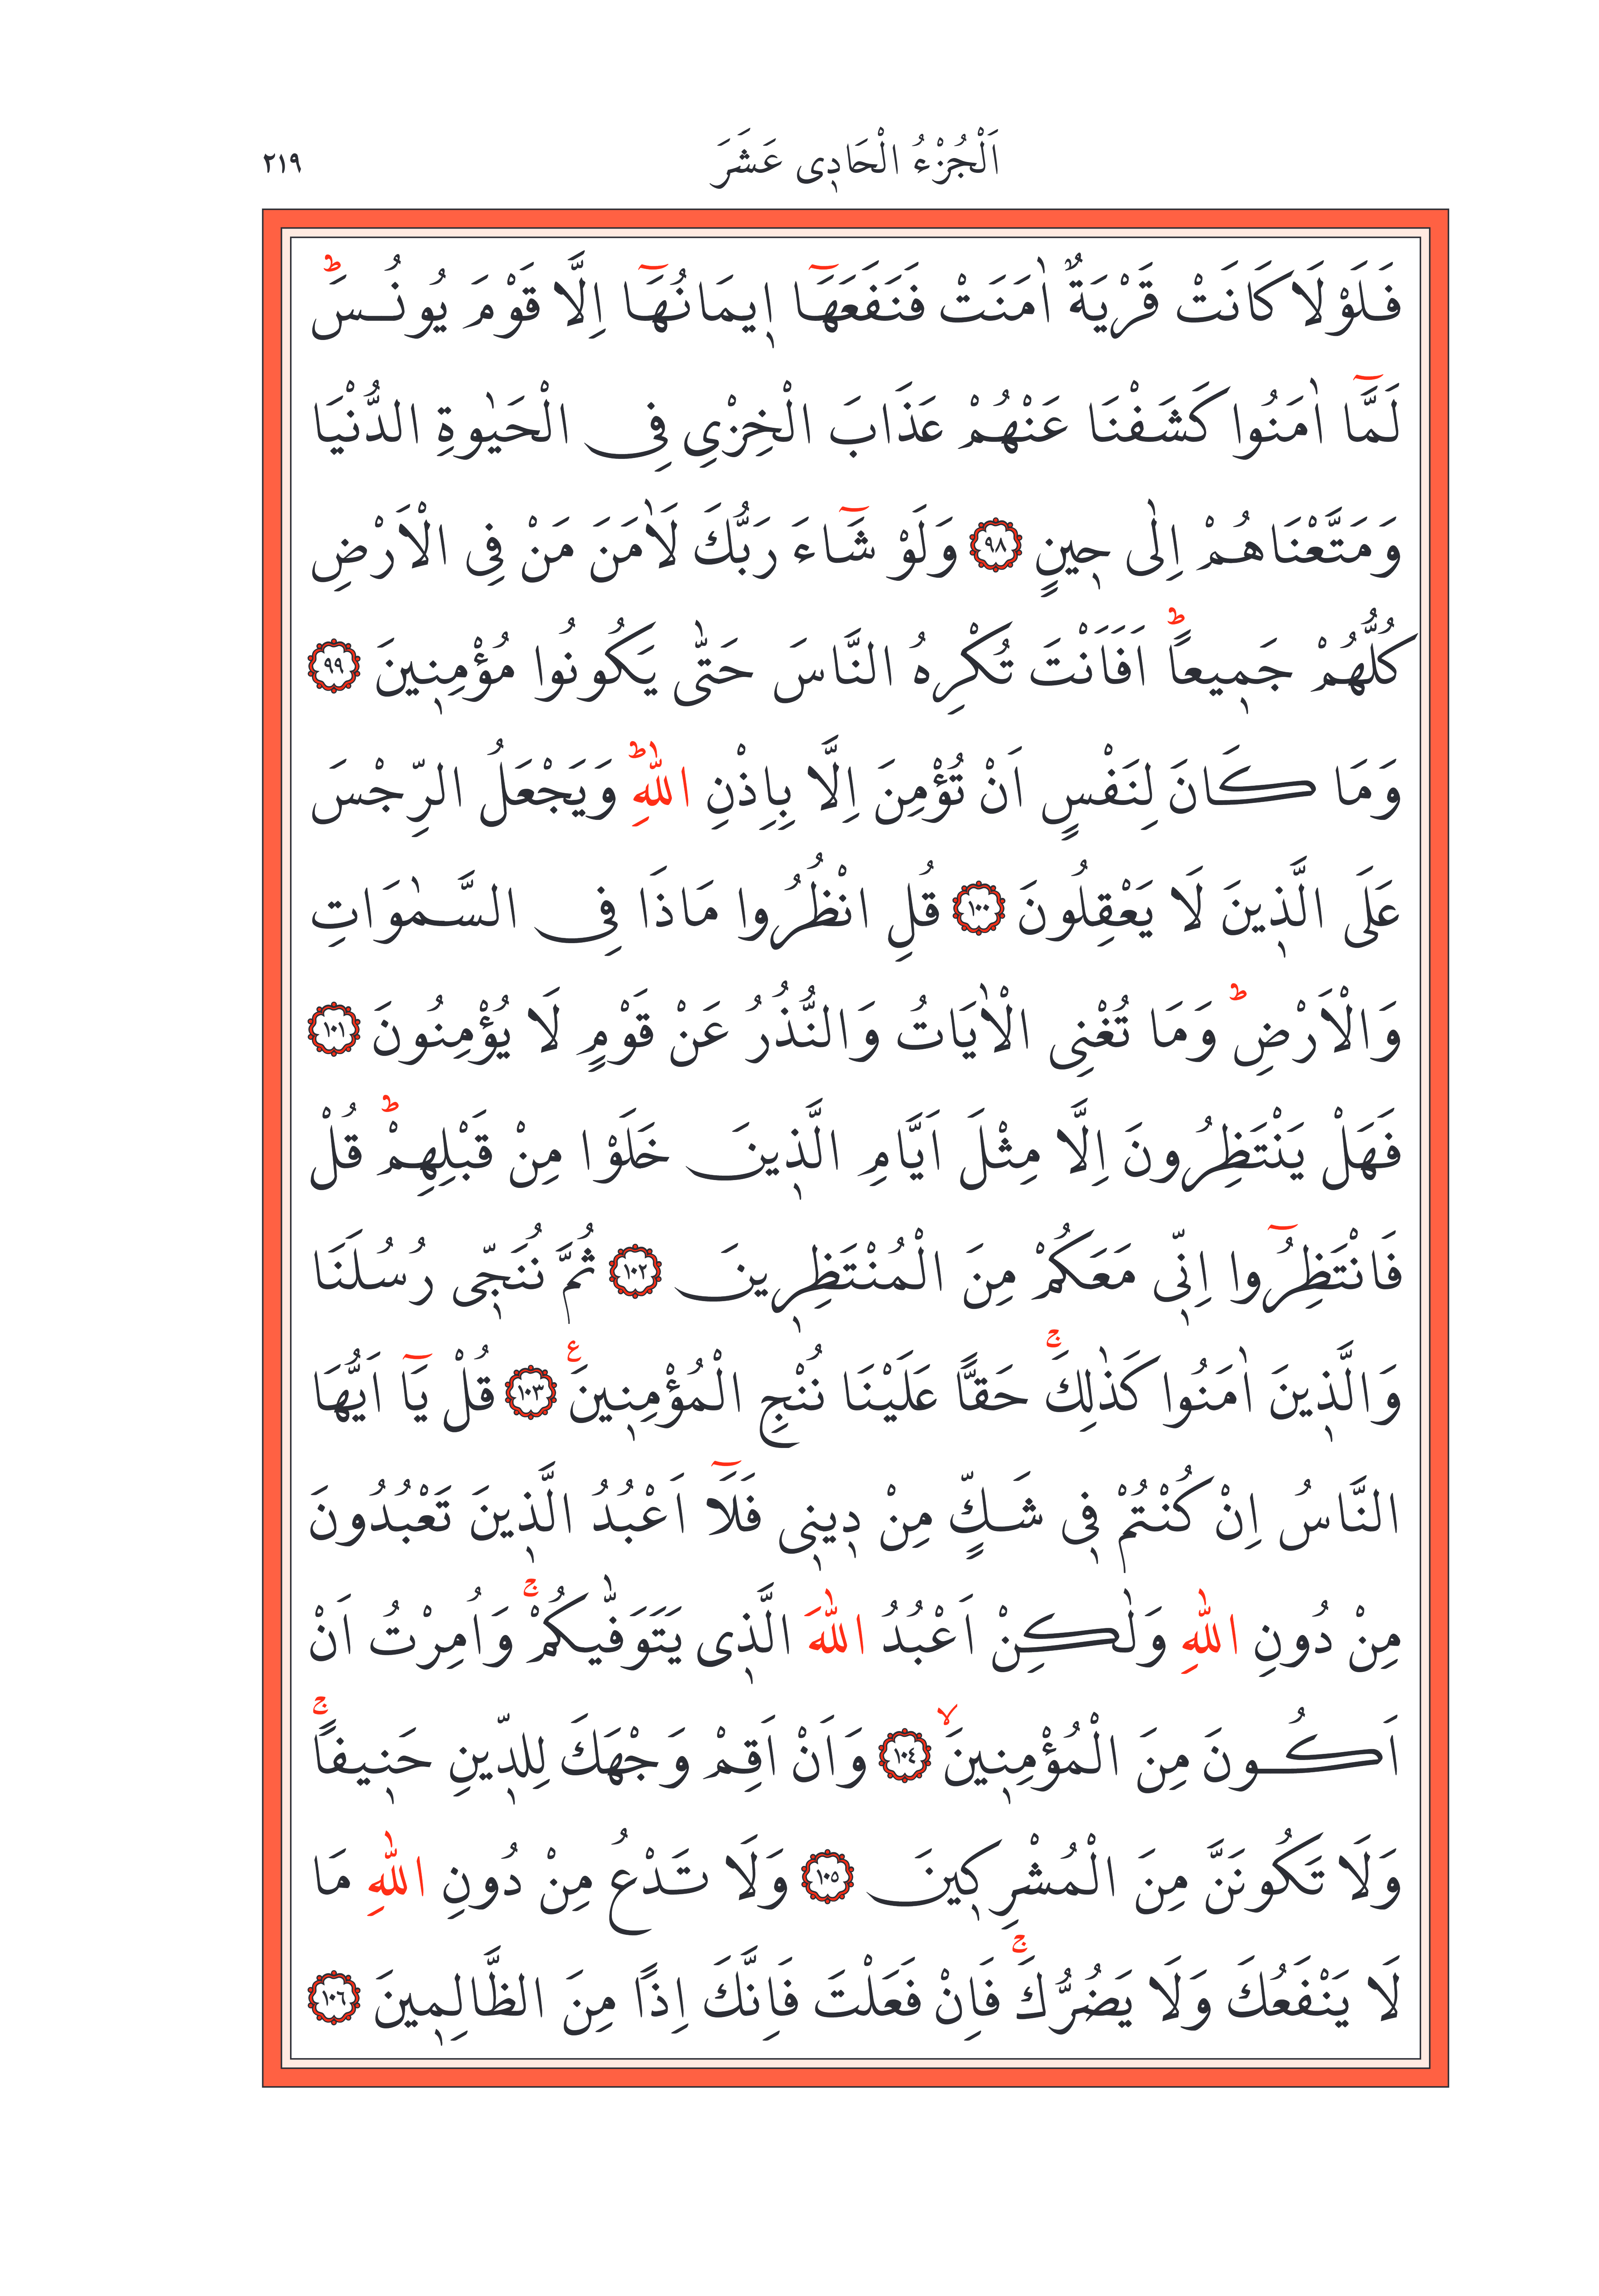 اَلْجُزْءُ الْحَادٖى عَشَرَ
٢١٩
فَلَوْلَا كَانَتْ قَرْيَةٌ اٰمَنَتْ فَنَفَعَهَٓا اٖيمَانُهَٓا اِلَّا قَوْمَ يُونُسَؕ
لَمَّٓا اٰمَنُوا كَشَفْنَا عَنْهُمْ عَذَابَ الْخِزْىِ فِى الْحَيٰوةِ الدُّنْيَا
وَمَتَّعْنَاهُمْ اِلٰى حٖينٍ ﴿٩٨﴾ وَلَوْ شَٓاءَ رَبُّكَ لَاٰمَنَ مَنْ فِى الْاَرْضِ
كُلُّهُمْ جَمٖيعاًؕ اَفَاَنْتَ تُكْرِهُ النَّاسَ حَتّٰى يَكُونُوا مُؤْمِنٖينَ ﴿٩٩﴾
وَمَا كَانَ لِنَفْسٍ اَنْ تُؤْمِنَ اِلَّا بِاِذْنِ اللّٰهِؕ وَيَجْعَلُ الرِّجْسَ
عَلَى الَّذٖينَ لَا يَعْقِلُونَ ﴿١٠٠﴾ قُلِ انْظُرُوا مَاذَا فِى السَّمٰوَاتِ
وَالْاَرْضِؕ وَمَا تُغْنِى الْاٰيَاتُ وَالنُّذُرُ عَنْ قَوْمٍ لَا يُؤْمِنُونَ ﴿١٠١﴾
فَهَلْ يَنْتَظِرُونَ اِلَّا مِثْلَ اَيَّامِ الَّذٖينَ خَلَوْا مِنْ قَبْلِهِمْؕ قُلْ
فَانْتَظِرُٓوا اِنّٖى مَعَكُمْ مِنَ الْمُنْتَظِرٖينَ ﴿١٠٢﴾ ثُمَّ نُنَجّٖى رُسُلَنَا
وَالَّذٖينَ اٰمَنُوا كَذٰلِكَۚ حَقًّا عَلَيْنَا نُنْجِ الْمُؤْمِنٖينَࣖ ﴿١٠٣﴾ قُلْ يَٓا اَيُّهَا
النَّاسُ اِنْ كُنْتُمْ فٖى شَكٍّ مِنْ دٖينٖى فَلَٓا اَعْبُدُ الَّذٖينَ تَعْبُدُونَ
مِنْ دُونِ اللّٰهِ وَلٰكِنْ اَعْبُدُ اللّٰهَ الَّذٖى يَتَوَفّٰيكُمْۚ وَاُمِرْتُ اَنْ
اَكُونَ مِنَ الْمُؤْمِنٖينَۙ ﴿١٠٤﴾ وَاَنْ اَقِمْ وَجْهَكَ لِلدّٖينِ حَنٖيفاًۚ
وَلَا تَكُونَنَّ مِنَ الْمُشْرِكٖينَ ﴿١٠٥﴾ وَلَا تَدْعُ مِنْ دُونِ اللّٰهِ مَا
لَا يَنْفَعُكَ وَلَا يَضُرُّكَۚ فَاِنْ فَعَلْتَ فَاِنَّكَ اِذًا مِنَ الظَّالِمٖينَ ﴿١٠٦﴾